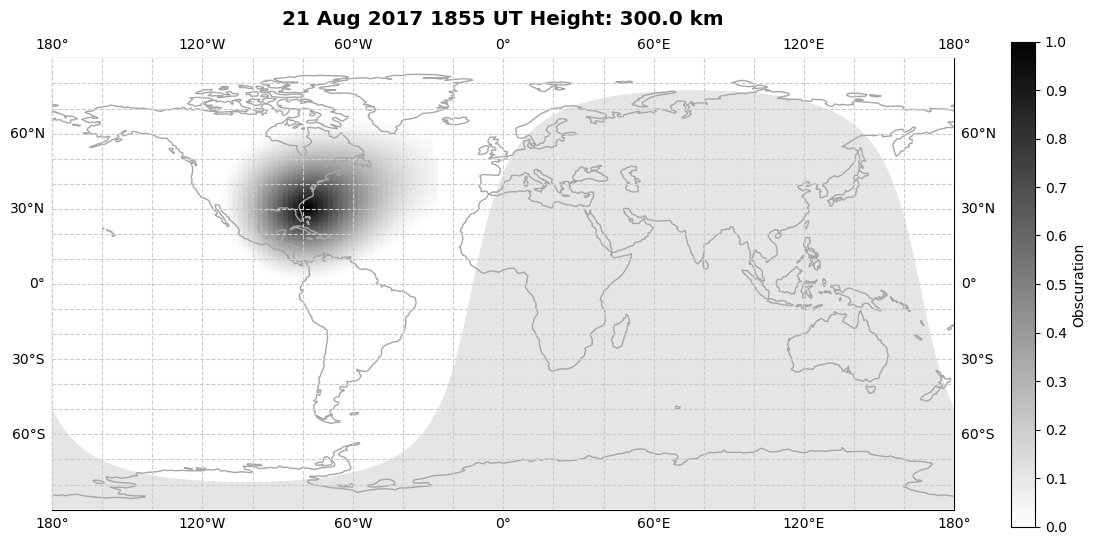 21 Aug 2017 1855 UT Height: 300.0 km
180° 120°W 60°W 0° 60°E 120°E 180°
60°N 60°N
30°N 30°N
0° 0°
30°S 30°S
60°S 60°S
180° 120°W 60°W 0° 60°E 120°E 180°
1.0
0.9
0.8
0.7
0.6
0.5
0.4
0.3
0.2
0.1
0.0
Obscuration